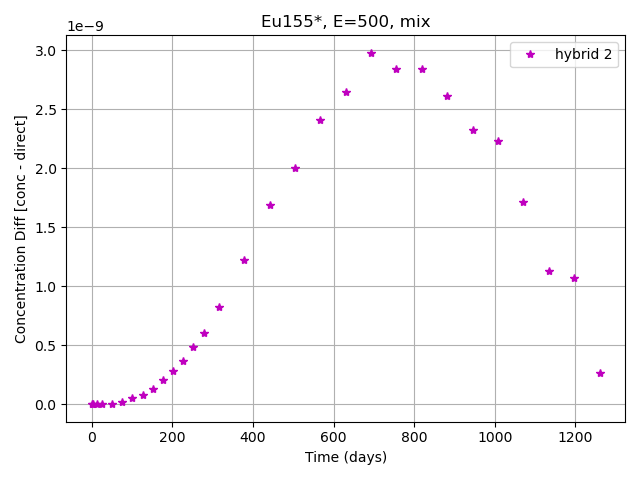 Eu155*, E=500, mix
1e−9
hybrid 2
3.0
2.5
2.0
1.5
1.0
0.5
0.0
Concentration Diff [conc - direct]
0 200 400 600 800 1000 1200
Time (days)